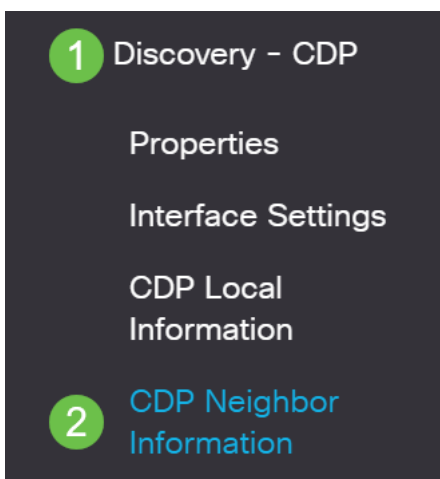 1 Discovery - CDP
Properties
Interface Settings
CDP Local
Information
CDP Neighbor
2
Information